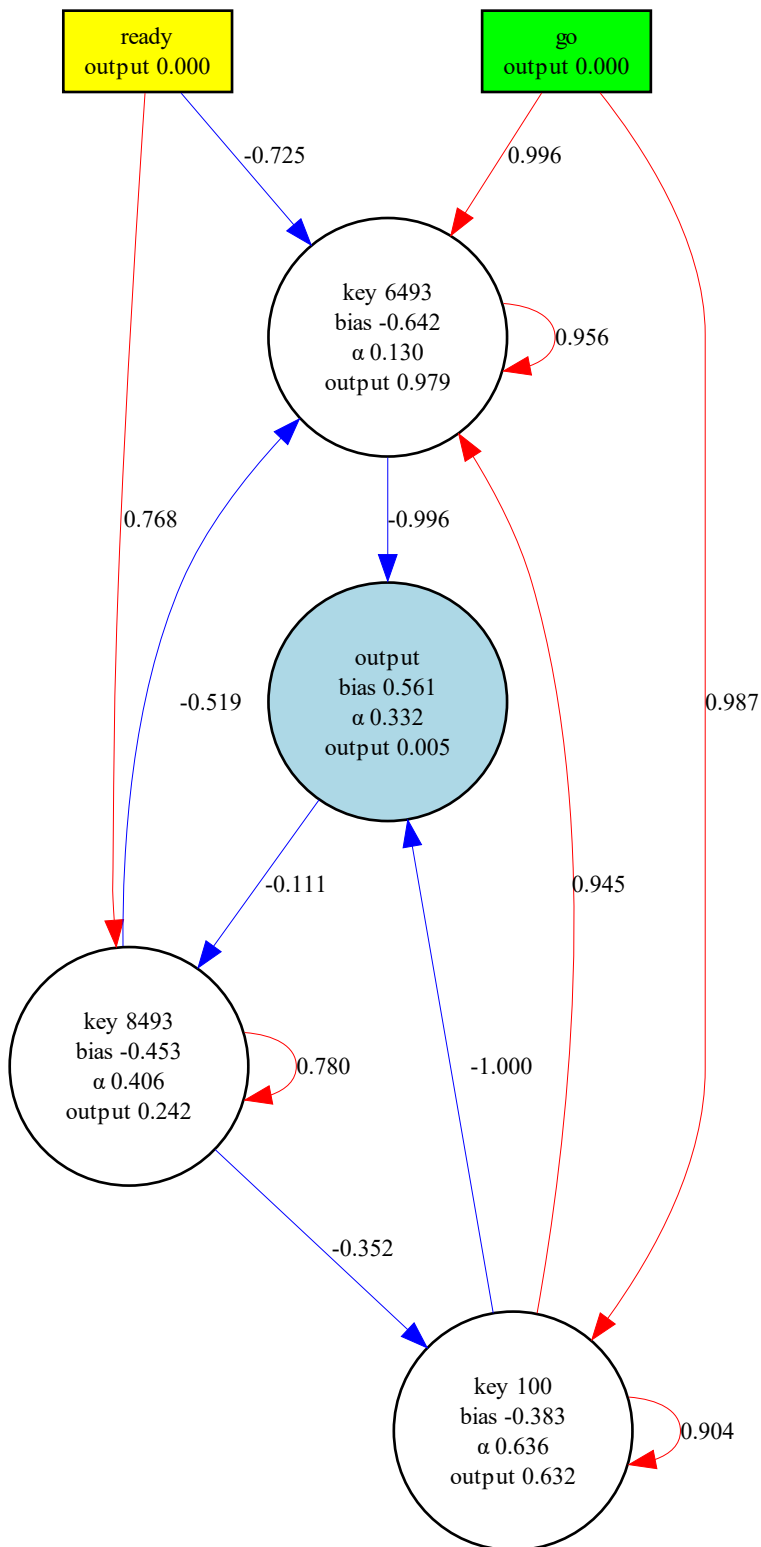 ready
output 0.000
go
output 0.000
-0.725
0.996
key 6493
bias -0.642
α 0.130
output 0.979
0.956
0.768
-0.996
-0.519
output
bias 0.561
α 0.332
output 0.005
0.987
-0.111
0.945
key 8493
bias -0.453
α 0.406
output 0.242
0.780
-1.000
-0.352
key 100
bias -0.383
α 0.636
output 0.632
0.904